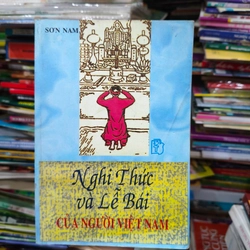 SƠN NAM
Nghi Thức
và Lễ Bái
CỦA NGƯỜI VIỆT NAM